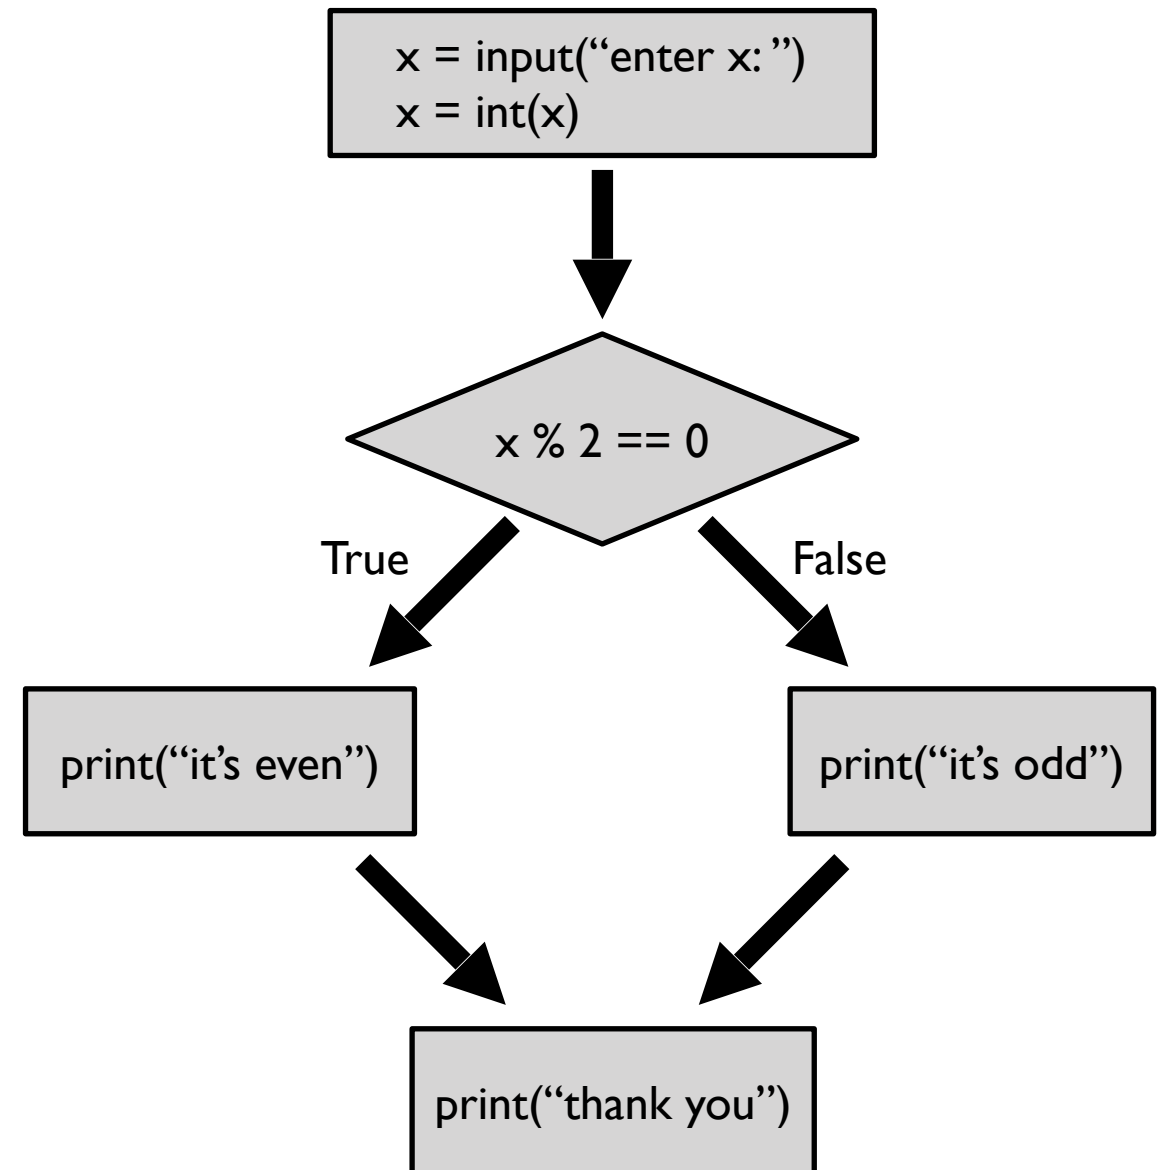 x = input(“enter x: ”)
x = int(x)
x % 2 == 0
True
False
print(“it’s even”)
print(“it’s odd”)
print(“thank you”)